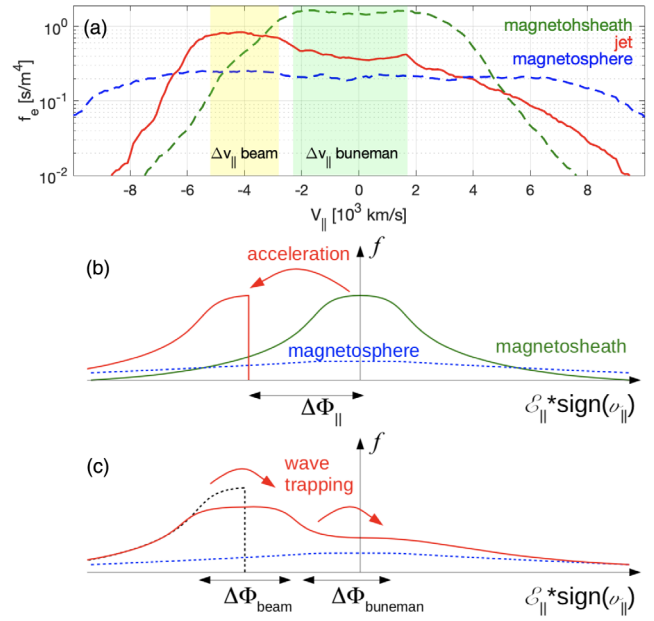 (a)
magnetohsheath
jet
magnetosphere
10^0
10^-1
10^-2
f_e [s/m^4]
Δv_|| beam
Δv_|| buneman
-8 -6 -4 -2 0 2 4 6 8
V_|| [10^3 km/s]
(b)
acceleration
f
magnetosphere
magnetosheath
ΔΦ_||
ℰ_||*sign(v_||)
(c)
wave
trapping
f
ΔΦ_beam
ΔΦ_buneman
ℰ_||*sign(v_||)